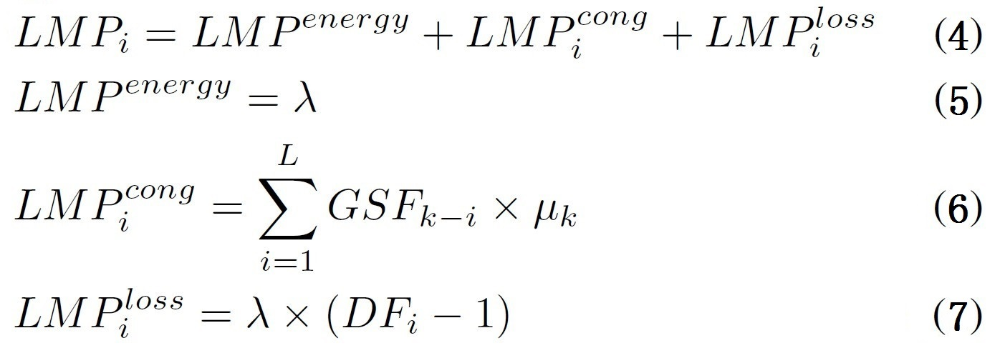 LMP_i = LMP^{energy} + LMP_i^{cong} + LMP_i^{loss} (4)
LMP^{energy} = λ (5)
LMP_i^{cong} = \sum_{i=1}^{L} GSF_{k-i} × μ_k (6)
LMP_i^{loss} = λ × (DF_i − 1) (7)